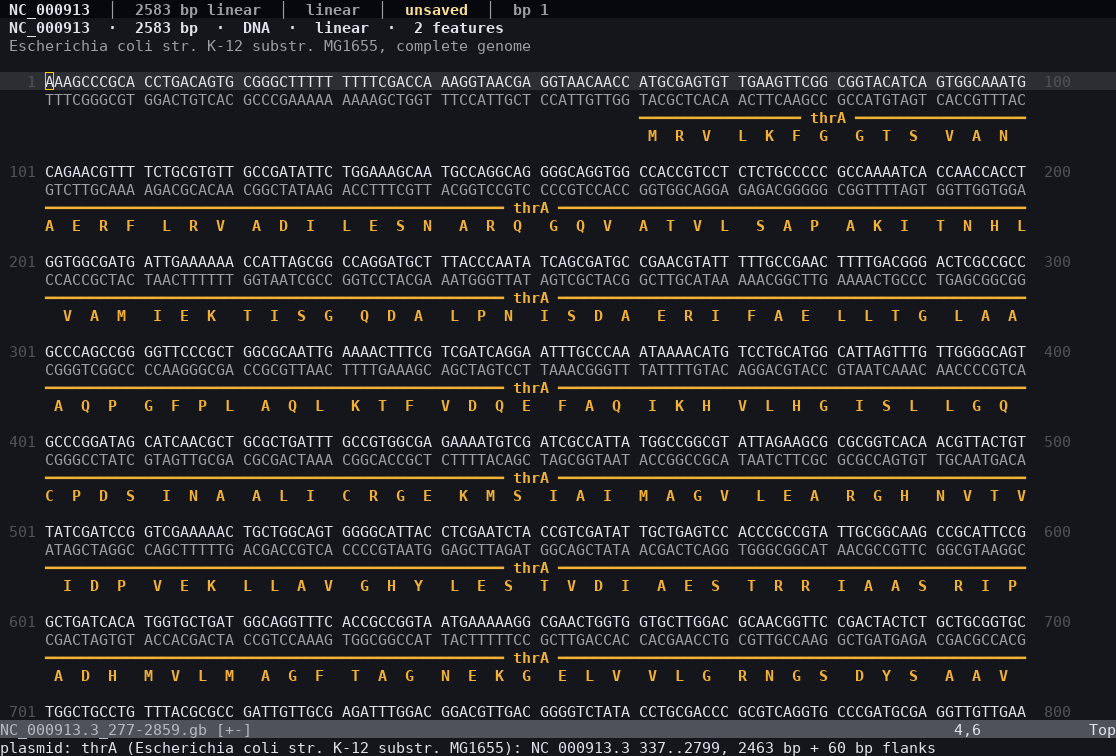 NC_000913 │ 2583 bp linear │ linear │ unsaved │ bp 1
NC_000913 · 2583 bp · DNA · linear · 2 features
Escherichia coli str. K-12 substr. MG1655, complete genome
1 AAAGCCCGCA CCTGACAGTG CGGGCTTTTT TTTTCGACCA AAGGTAACGA GGTAACAACC ATGCGAGTGT TGAAGTTCGG CGGTACATCA GTGGCAAATG 100
TTTCGGGCGT GGACTGTCAC GCCCGAAAAA AAAAGCTGGT TTCCATTGCT CCATTGTTGG TACGCTCACA ACTTCAAGCC GCCATGTAGT CACCGTTTAC
thrA
M R V L K F G G T S V A N
101 CAGAACGTTT TCTGCGTGTT GCCGATATTC TGGAAAGCAA TGCCAGGCAG GGGCAGGTGG CCACCGTCCT CTCTGCCCCC GCCAAAATCA CCAACCACCT 200
GTCTTGCAAA AGACGCACAA CGGCTATAAG ACCTTTCGTT ACGGTCCGTC CCCGTCCACC GGTGGCAGGA GAGACGGGGG CGGTTTTAGT GGTTGGTGGA
thrA
A E R F L R V A D I L E S N A R Q G Q V A T V L S A P A K I T N H L
201 GGTGGCGATG ATTGAAAAAA CCATTAGCGG CCAGGATGCT TTACCCAATA TCAGCGATGC CGAACGTATT TTTGCCGAAC TTTTGACGGG ACTCGCCGCC 300
CCACCGCTAC TAACTTTTTT GGTAATCGCC GGTCCTACGA AATGGGTTAT AGTCGCTACG GCTTGCATAA AAACGGCTTG AAAACTGCCC TGAGCGGCGG
thrA
V A M I E K T I S G Q D A L P N I S D A E R I F A E L L T G L A A
301 GCCCAGCCGG GGTTCCCGCT GGCGCAATTG AAAACTTTCG TCGATCAGGA ATTTGCCCAA ATAAAACATG TCCTGCATGG CATTAGTTTG TTGGGGCAGT 400
CGGGTCGGCC CCAAGGGCGA CCGCGTTAAC TTTTGAAAGC AGCTAGTCCT TAAACGGGTT TATTTTGTAC AGGACGTACC GTAATCAAAC AACCCCGTCA
thrA
A Q P G F P L A Q L K T F V D Q E F A Q I K H V L H G I S L L G Q
401 GCCCGGATAG CATCAACGCT GCGCTGATTT GCCGTGGCGA GAAAATGTCG ATCGCCATTA TGGCCGGCGT ATTAGAAGCG CGCGGTCACA ACGTTACTGT 500
CGGGCCTATC GTAGTTGCGA CGCGACTAAA CGGCACCGCT CTTTTACAGC TAGCGGTAAT ACCGGCCGCA TAATCTTCGC GCGCCAGTGT TGCAATGACA
thrA
C P D S I N A A L I C R G E K M S I A I M A G V L E A R G H N V T V
501 TATCGATCCG GTCGAAAAAC TGCTGGCAGT GGGGCATTAC CTCGAATCTA CCGTCGATAT TGCTGAGTCC ACCCGCCGTA TTGCGGCAAG CCGCATTCCG 600
ATAGCTAGGC CAGCTTTTTG ACGACCGTCA CCCCGTAATG GAGCTTAGAT GGCAGCTATA ACGACTCAGG TGGGCGGCAT AACGCCGTTC GGCGTAAGGC
thrA
I D P V E K L L A V G H Y L E S T V D I A E S T R R I A A S R I P
601 GCTGATCACA TGGTGCTGAT GGCAGGTTTC ACCGCCGGTA ATGAAAAAGG CGAACTGGTG GTGCTTGGAC GCAACGGTTC CGACTACTCT GCTGCGGTGC 700
CGACTAGTGT ACCACGACTA CCGTCCAAAG TGGCGGCCAT TACTTTTTCC GCTTGACCAC CACGAACCTG CGTTGCCAAG GCTGATGAGA CGACGCCACG
thrA
A D H M V L M A G F T A G N E K G E L V V L G R N G S D Y S A A V
701 TGGCTGCCTG TTTACGCGCC GATTGTTGCG AGATTTGGAC GGACGTTGAC GGGGTCTATA CCTGCGACCC GCGTCAGGTG CCCGATGCGA GGTTGTTGAA 800
NC_000913.3_277-2859.gb [+-] 4,6 Top
plasmid: thrA (Escherichia coli str. K-12 substr. MG1655): NC_000913.3 337..2799, 2463 bp + 60 bp flanks